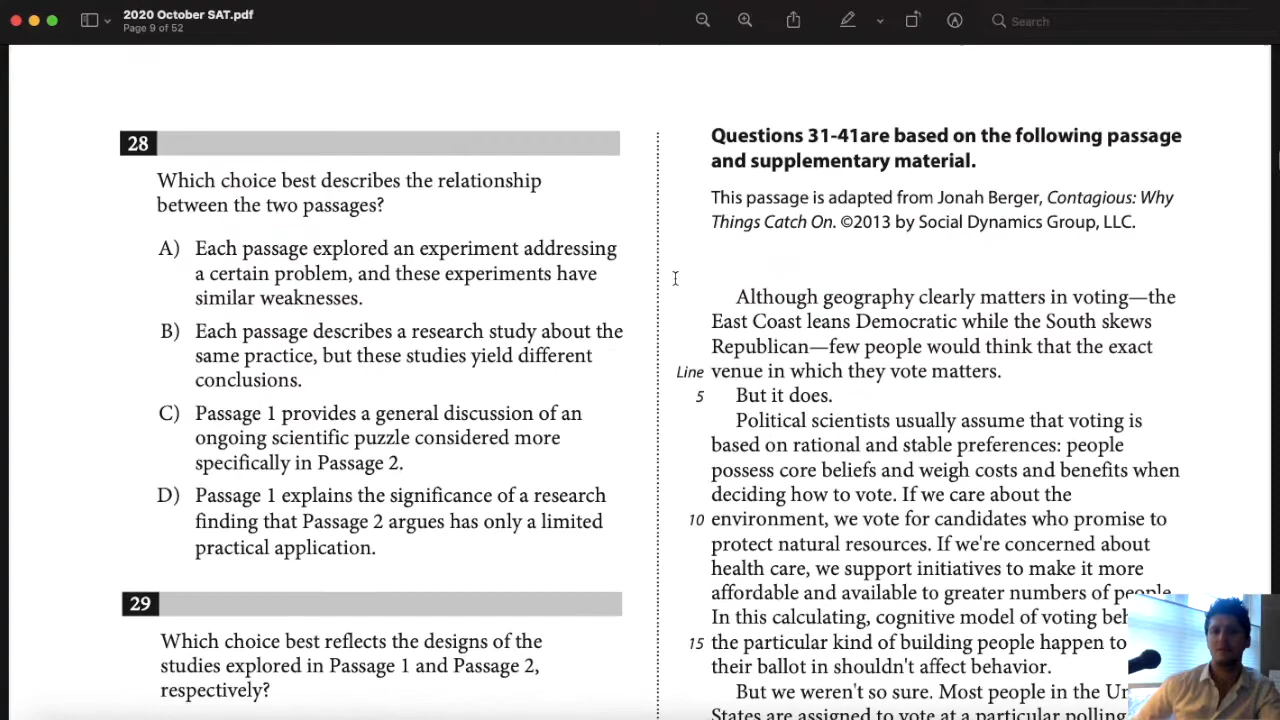 2020 October SAT.pdf
Page 9 of 52
Search
28
Which choice best describes the relationship
between the two passages?
A) Each passage explored an experiment addressing
a certain problem, and these experiments have
similar weaknesses.
B) Each passage describes a research study about the
same practice, but these studies yield different
conclusions.
C) Passage 1 provides a general discussion of an
ongoing scientific puzzle considered more
specifically in Passage 2.
D) Passage 1 explains the significance of a research
finding that Passage 2 argues has only a limited
practical application.
29
Which choice best reflects the designs of the
studies explored in Passage 1 and Passage 2,
respectively?
Questions 31-41are based on the following passage
and supplementary material.
This passage is adapted from Jonah Berger, Contagious: Why
Things Catch On. ©2013 by Social Dynamics Group, LLC.
Although geography clearly matters in voting—the
East Coast leans Democratic while the South skews
Republican—few people would think that the exact
Line venue in which they vote matters.
5 But it does.
Political scientists usually assume that voting is
based on rational and stable preferences: people
possess core beliefs and weigh costs and benefits when
deciding how to vote. If we care about the
10 environment, we vote for candidates who promise to
protect natural resources. If we're concerned about
health care, we support initiatives to make it more
affordable and available to greater numbers of people.
In this calculating, cognitive model of voting
15 the particular kind of building people happen to
their ballot in shouldn't affect behavior.
But we weren't so sure. Most people in the
States are assigned to vote at a particular polling